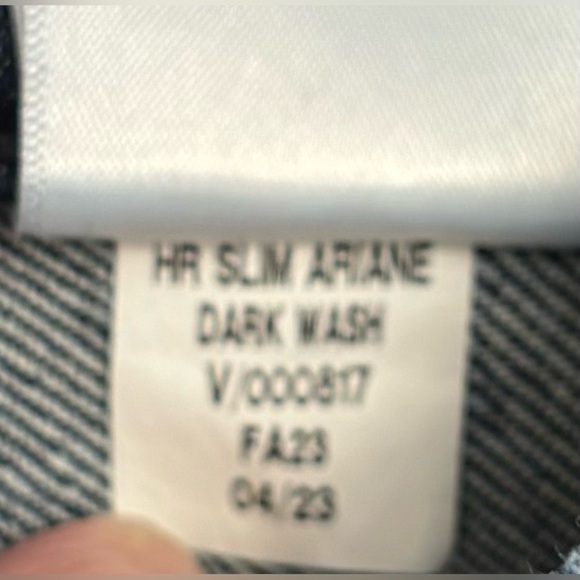 HR SLIM ARIANE
DARK WASH
V/000817
FA23
04/23